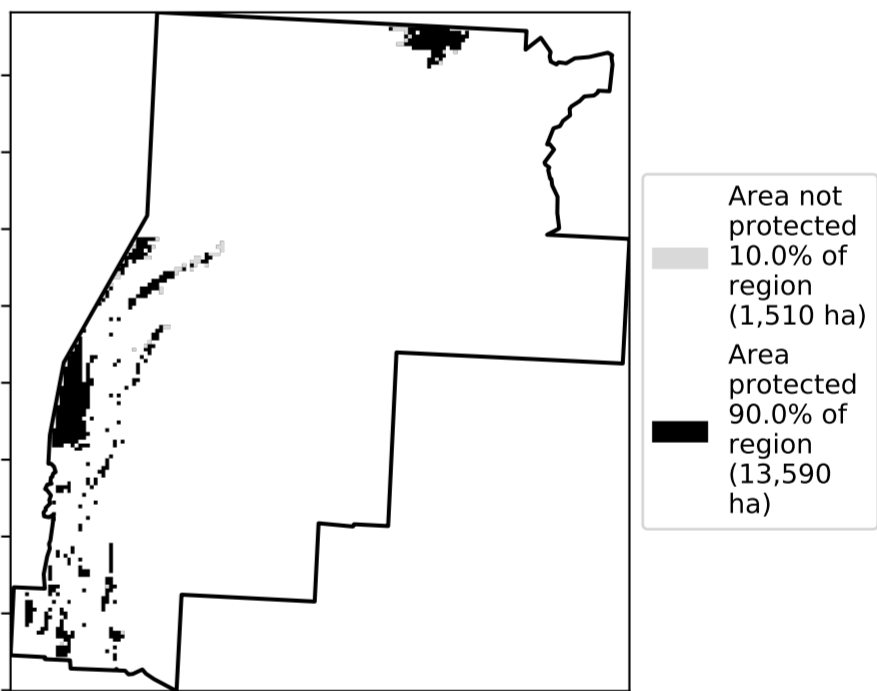 Area not
protected
10.0% of
region
(1,510 ha)
Area
protected
90.0% of
region
(13,590
ha)